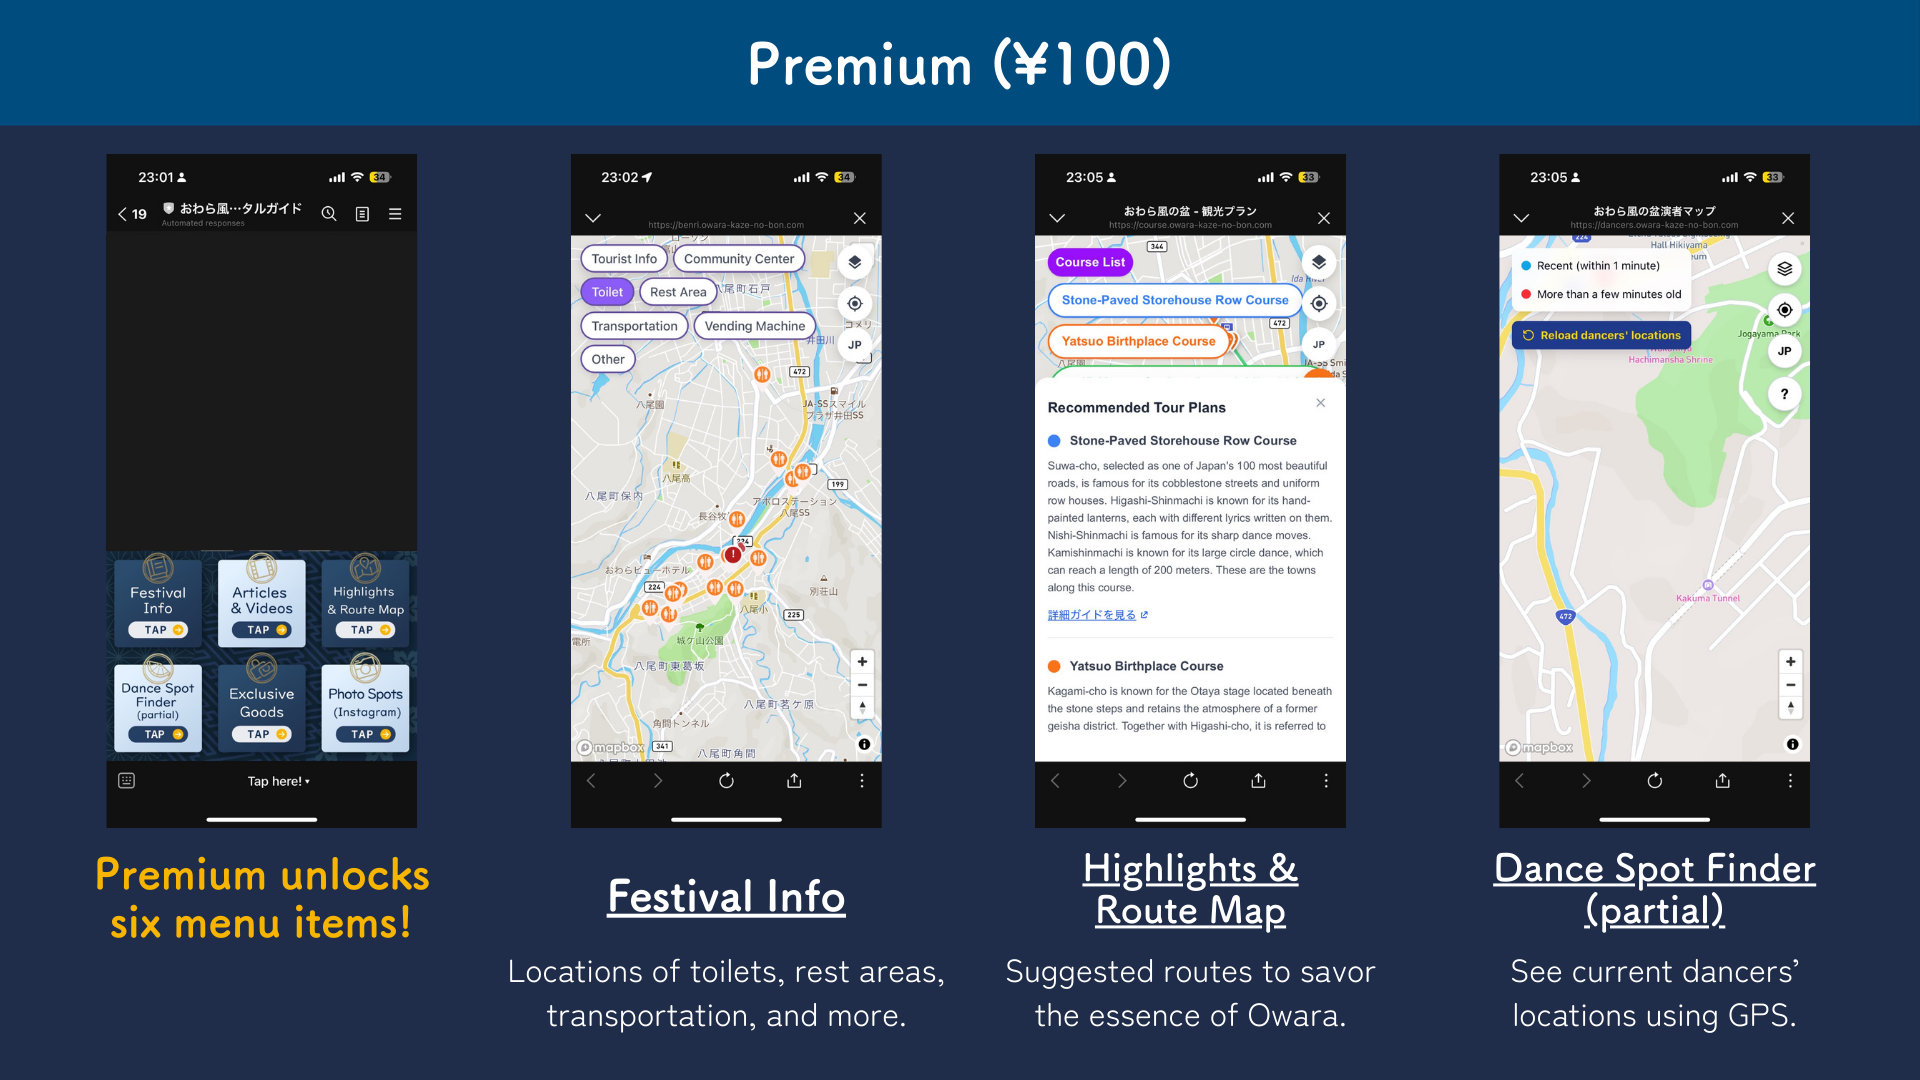 Premium (¥100)
23:01
34
19
おわら風…タルガイド
Automated responses
Festival
Info
TAP
Articles
& Videos
TAP
Highlights
& Route Map
TAP
Dance Spot
Finder
(partial)
TAP
Exclusive
Goods
TAP
Photo Spots
(Instagram)
TAP
Tap here!
Premium unlocks
six menu items!
23:02
34
https://benri.owara-kaze-no-bon.com
Tourist Info
Community Center
Toilet
Rest Area
八尾町石戸
Transportation
Vending Machine
コメリ
井田川
JP
Other
472
八尾園
JA-SSスマイル
プラザ井田SS
八尾高
199
八尾町保内
アポロステーション
八尾SS
長谷牧
224
おわらビューホテル
224
別荘山
八尾小
225
電所
城ケ山公園
八尾町東葛坂
八尾町茗ケ原
角間トンネル
mapbox
341
八尾町角間
Festival Info
Locations of toilets, rest areas,
transportation, and more.
23:05
33
おわら風の盆 - 観光プラン
https://course.owara-kaze-no-bon.com
344
Course List
Stone-Paved Storehouse Row Course
472
Yatsuo Birthplace Course
JP
Recommended Tour Plans
Stone-Paved Storehouse Row Course
Suwa-cho, selected as one of Japan's 100 most beautiful
roads, is famous for its cobblestone streets and uniform
row houses. Higashi-Shinmachi is known for its hand-
painted lanterns, each with different lyrics written on them.
Nishi-Shinmachi is famous for its sharp dance moves.
Kamishinmachi is known for its large circle dance, which
can reach a length of 200 meters. These are the towns
along this course.
詳細ガイドを見る
Yatsuo Birthplace Course
Kagami-cho is known for the Otaya stage located beneath
the stone steps and retains the atmosphere of a former
geisha district. Together with Higashi-cho, it is referred to
Highlights &
Route Map
Suggested routes to savor
the essence of Owara.
23:05
33
おわら風の盆演者マップ
https://dancers.owara-kaze-no-bon.com
224
Hall Hikiyama
Recent (within 1 minute)
More than a few minutes old
Reload dancers' locations
Jogayama Park
JP
Hachimansha Shrine
?
Kakuma Tunnel
472
mapbox
Dance Spot Finder
(partial)
See current dancers’
locations using GPS.